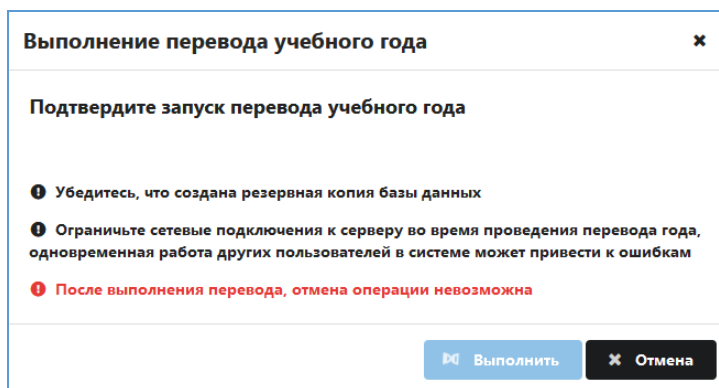 Выполнение перевода учебного года
Подтвердите запуск перевода учебного года
Убедитесь, что создана резервная копия базы данных
Ограничьте сетевые подключения к серверу во время проведения перевода года,
одновременная работа других пользователей в системе может привести к ошибкам
После выполнения перевода, отмена операции невозможна
Выполнить
Отмена